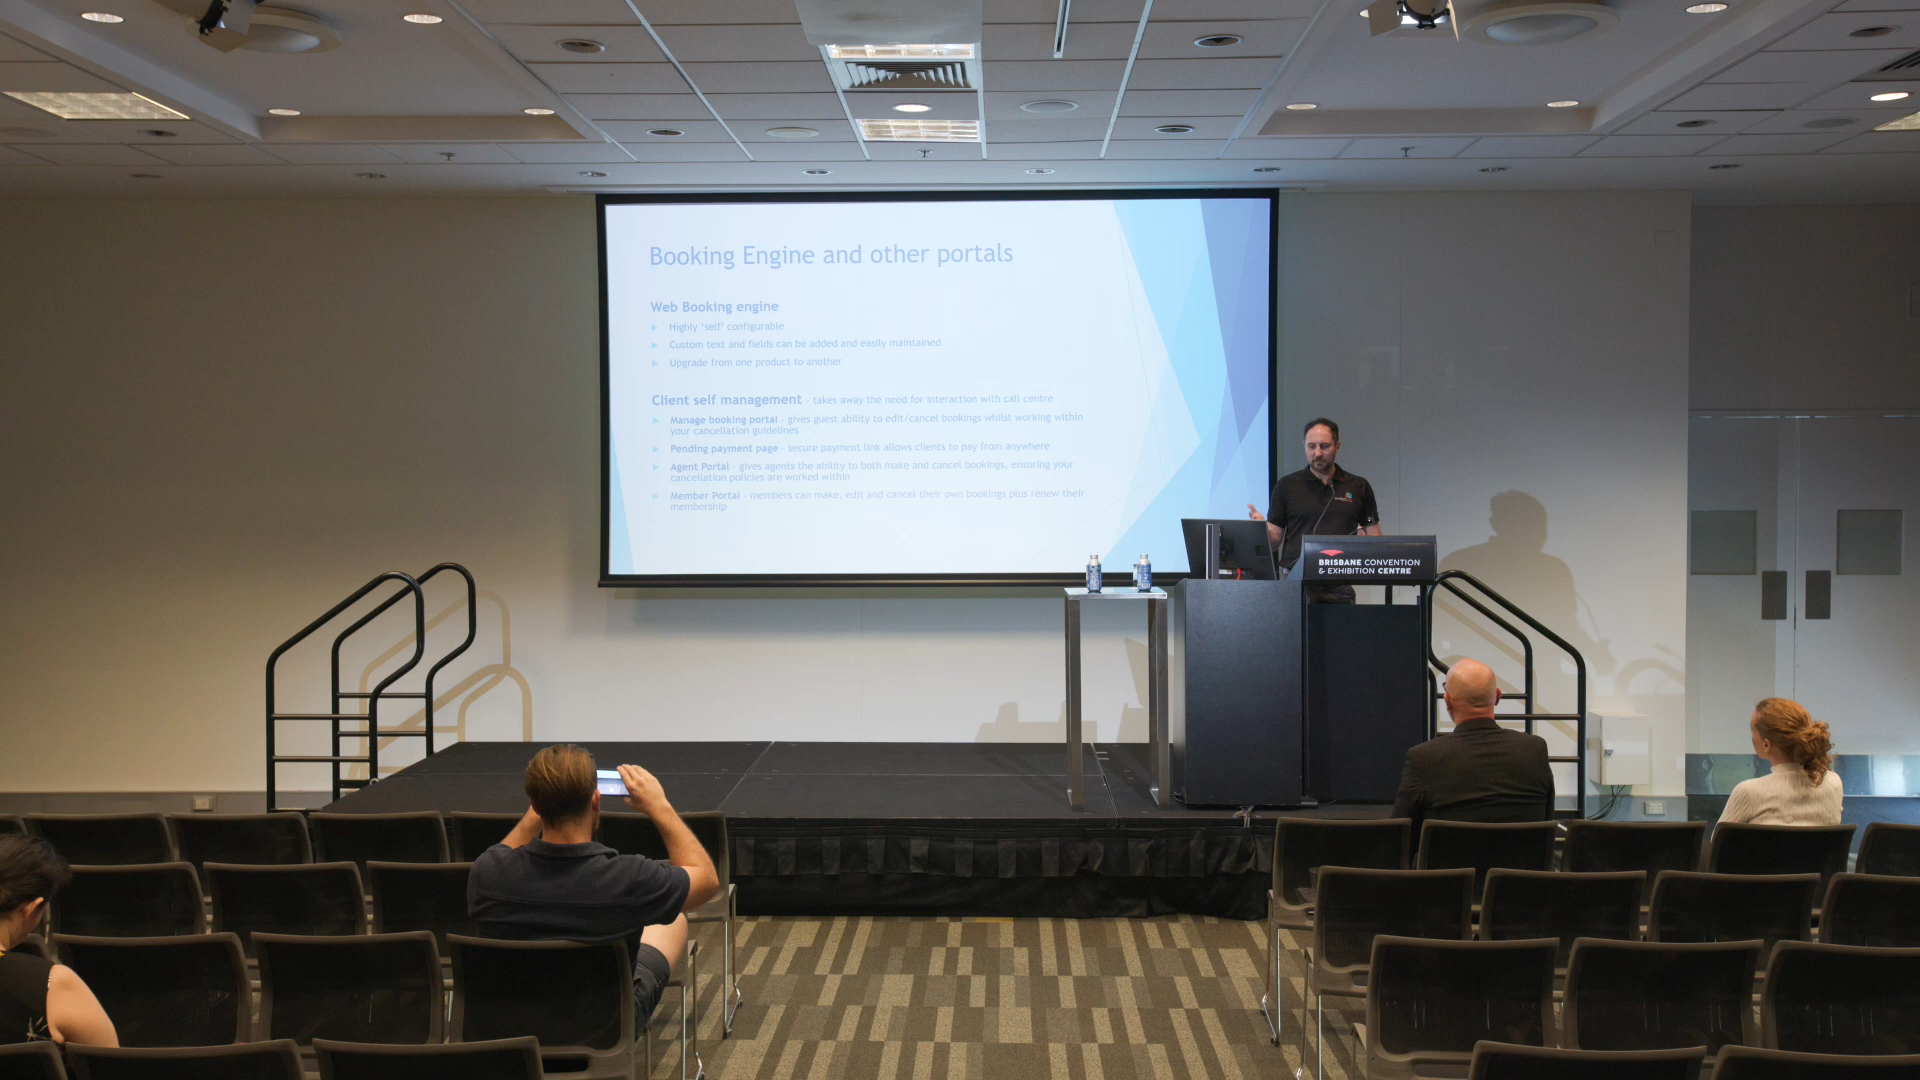 Booking Engine and other portals
Web Booking engine
Highly 'self' configurable
Custom text and fields can be added and easily maintained
Upgrade from one product to another
Client self management - takes away the need for interaction with call centre
Manage booking portal - gives guest ability to edit/cancel bookings whilst working within
your cancellation guidelines
Pending payment page - secure payment link allows clients to pay from anywhere
Agent Portal - gives agents the ability to both make and cancel bookings, ensuring your
cancellation policies are worked within
Member Portal - members can make, edit and cancel their own bookings plus renew their
membership
BRISBANE CONVENTION
& EXHIBITION CENTRE